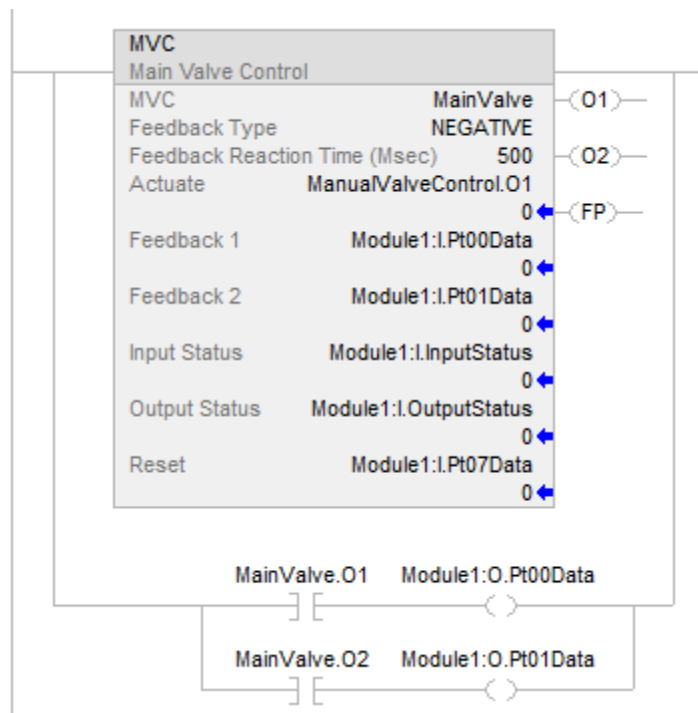 MVC
Main Valve Control
MVC MainValve (O1)
Feedback Type NEGATIVE
Feedback Reaction Time (Msec) 500 (O2)
Actuate ManualValveControl.O1
0 (FP)
Feedback 1 Module1:I.Pt00Data
0
Feedback 2 Module1:I.Pt01Data
0
Input Status Module1:I.InputStatus
0
Output Status Module1:I.OutputStatus
0
Reset Module1:I.Pt07Data
0
MainValve.O1 Module1:O.Pt00Data
MainValve.O2 Module1:O.Pt01Data